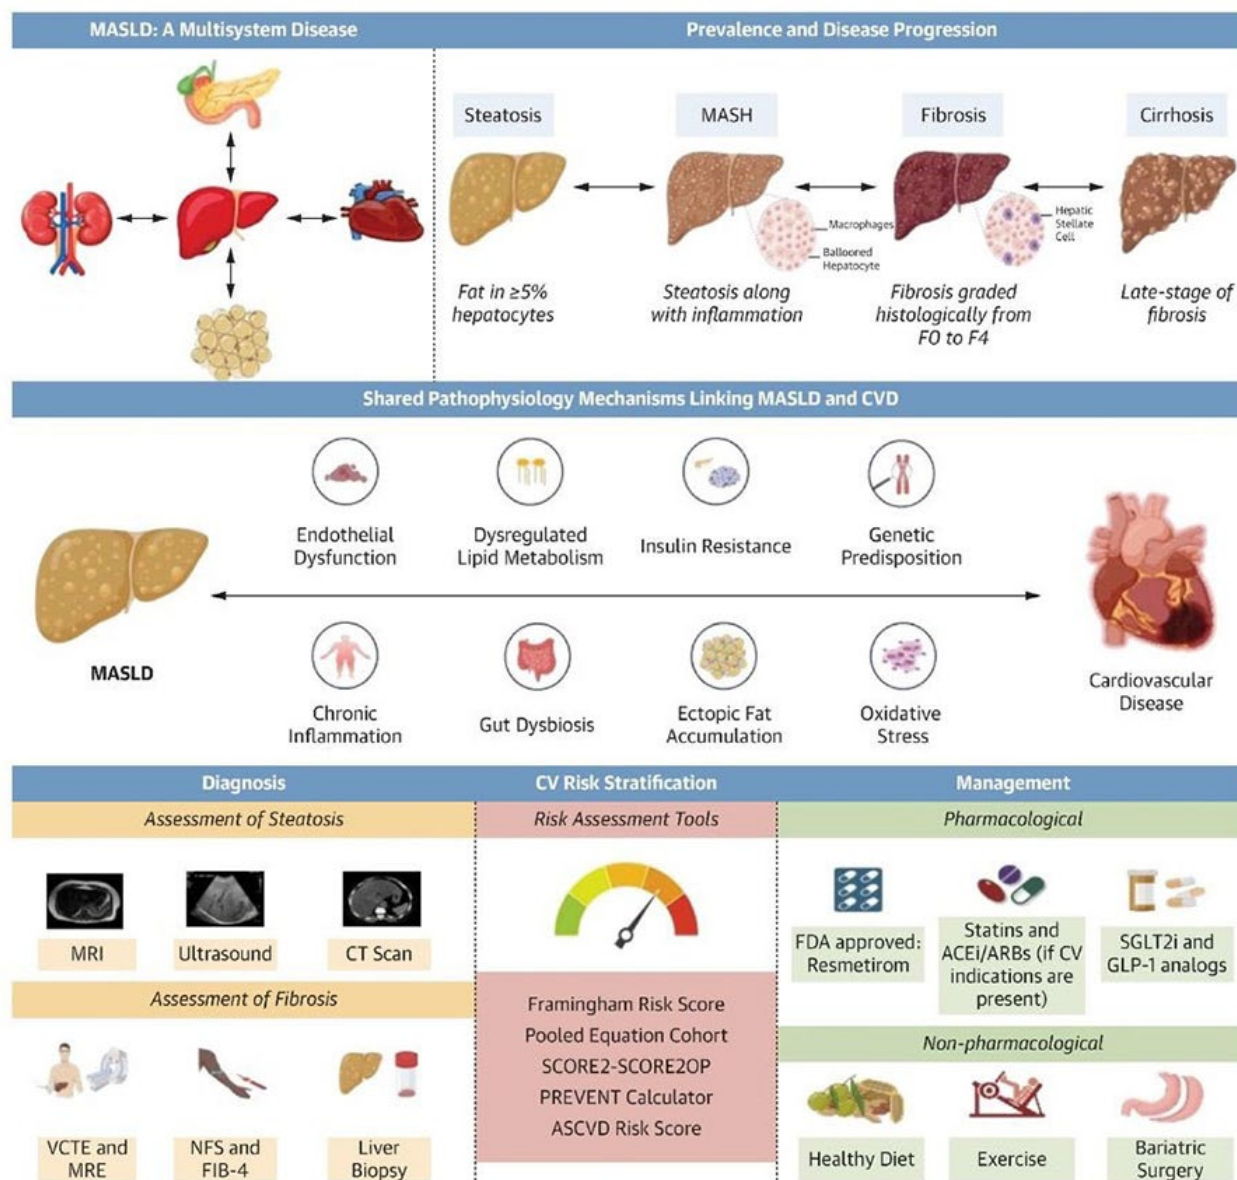 MASLD: A Multisystem Disease
Prevalence and Disease Progression
Steatosis
MASH
Fibrosis
Cirrhosis
Macrophages
Ballooned
Hepatocyte
Hepatic
Stellate
Cell
Fat in ≥5%
hepatocytes
Steatosis along
with inflammation
Fibrosis graded
histologically from
F0 to F4
Late-stage of
fibrosis
Shared Pathophysiology Mechanisms Linking MASLD and CVD
Endothelial
Dysfunction
Dysregulated
Lipid Metabolism
Insulin Resistance
Genetic
Predisposition
MASLD
Cardiovascular
Disease
Chronic
Inflammation
Gut Dysbiosis
Ectopic Fat
Accumulation
Oxidative
Stress
Diagnosis
CV Risk Stratification
Management
Assessment of Steatosis
MRI
Ultrasound
CT Scan
Assessment of Fibrosis
VCTE and
MRE
NFS and
FIB-4
Liver
Biopsy
Risk Assessment Tools
Framingham Risk Score
Pooled Equation Cohort
SCORE2-SCORE2OP
PREVENT Calculator
ASCVD Risk Score
Pharmacological
FDA approved:
Resmetirom
Statins and
ACEi/ARBs (if CV
indications are
present)
SGLT2i and
GLP-1 analogs
Non-pharmacological
Healthy Diet
Exercise
Bariatric
Surgery